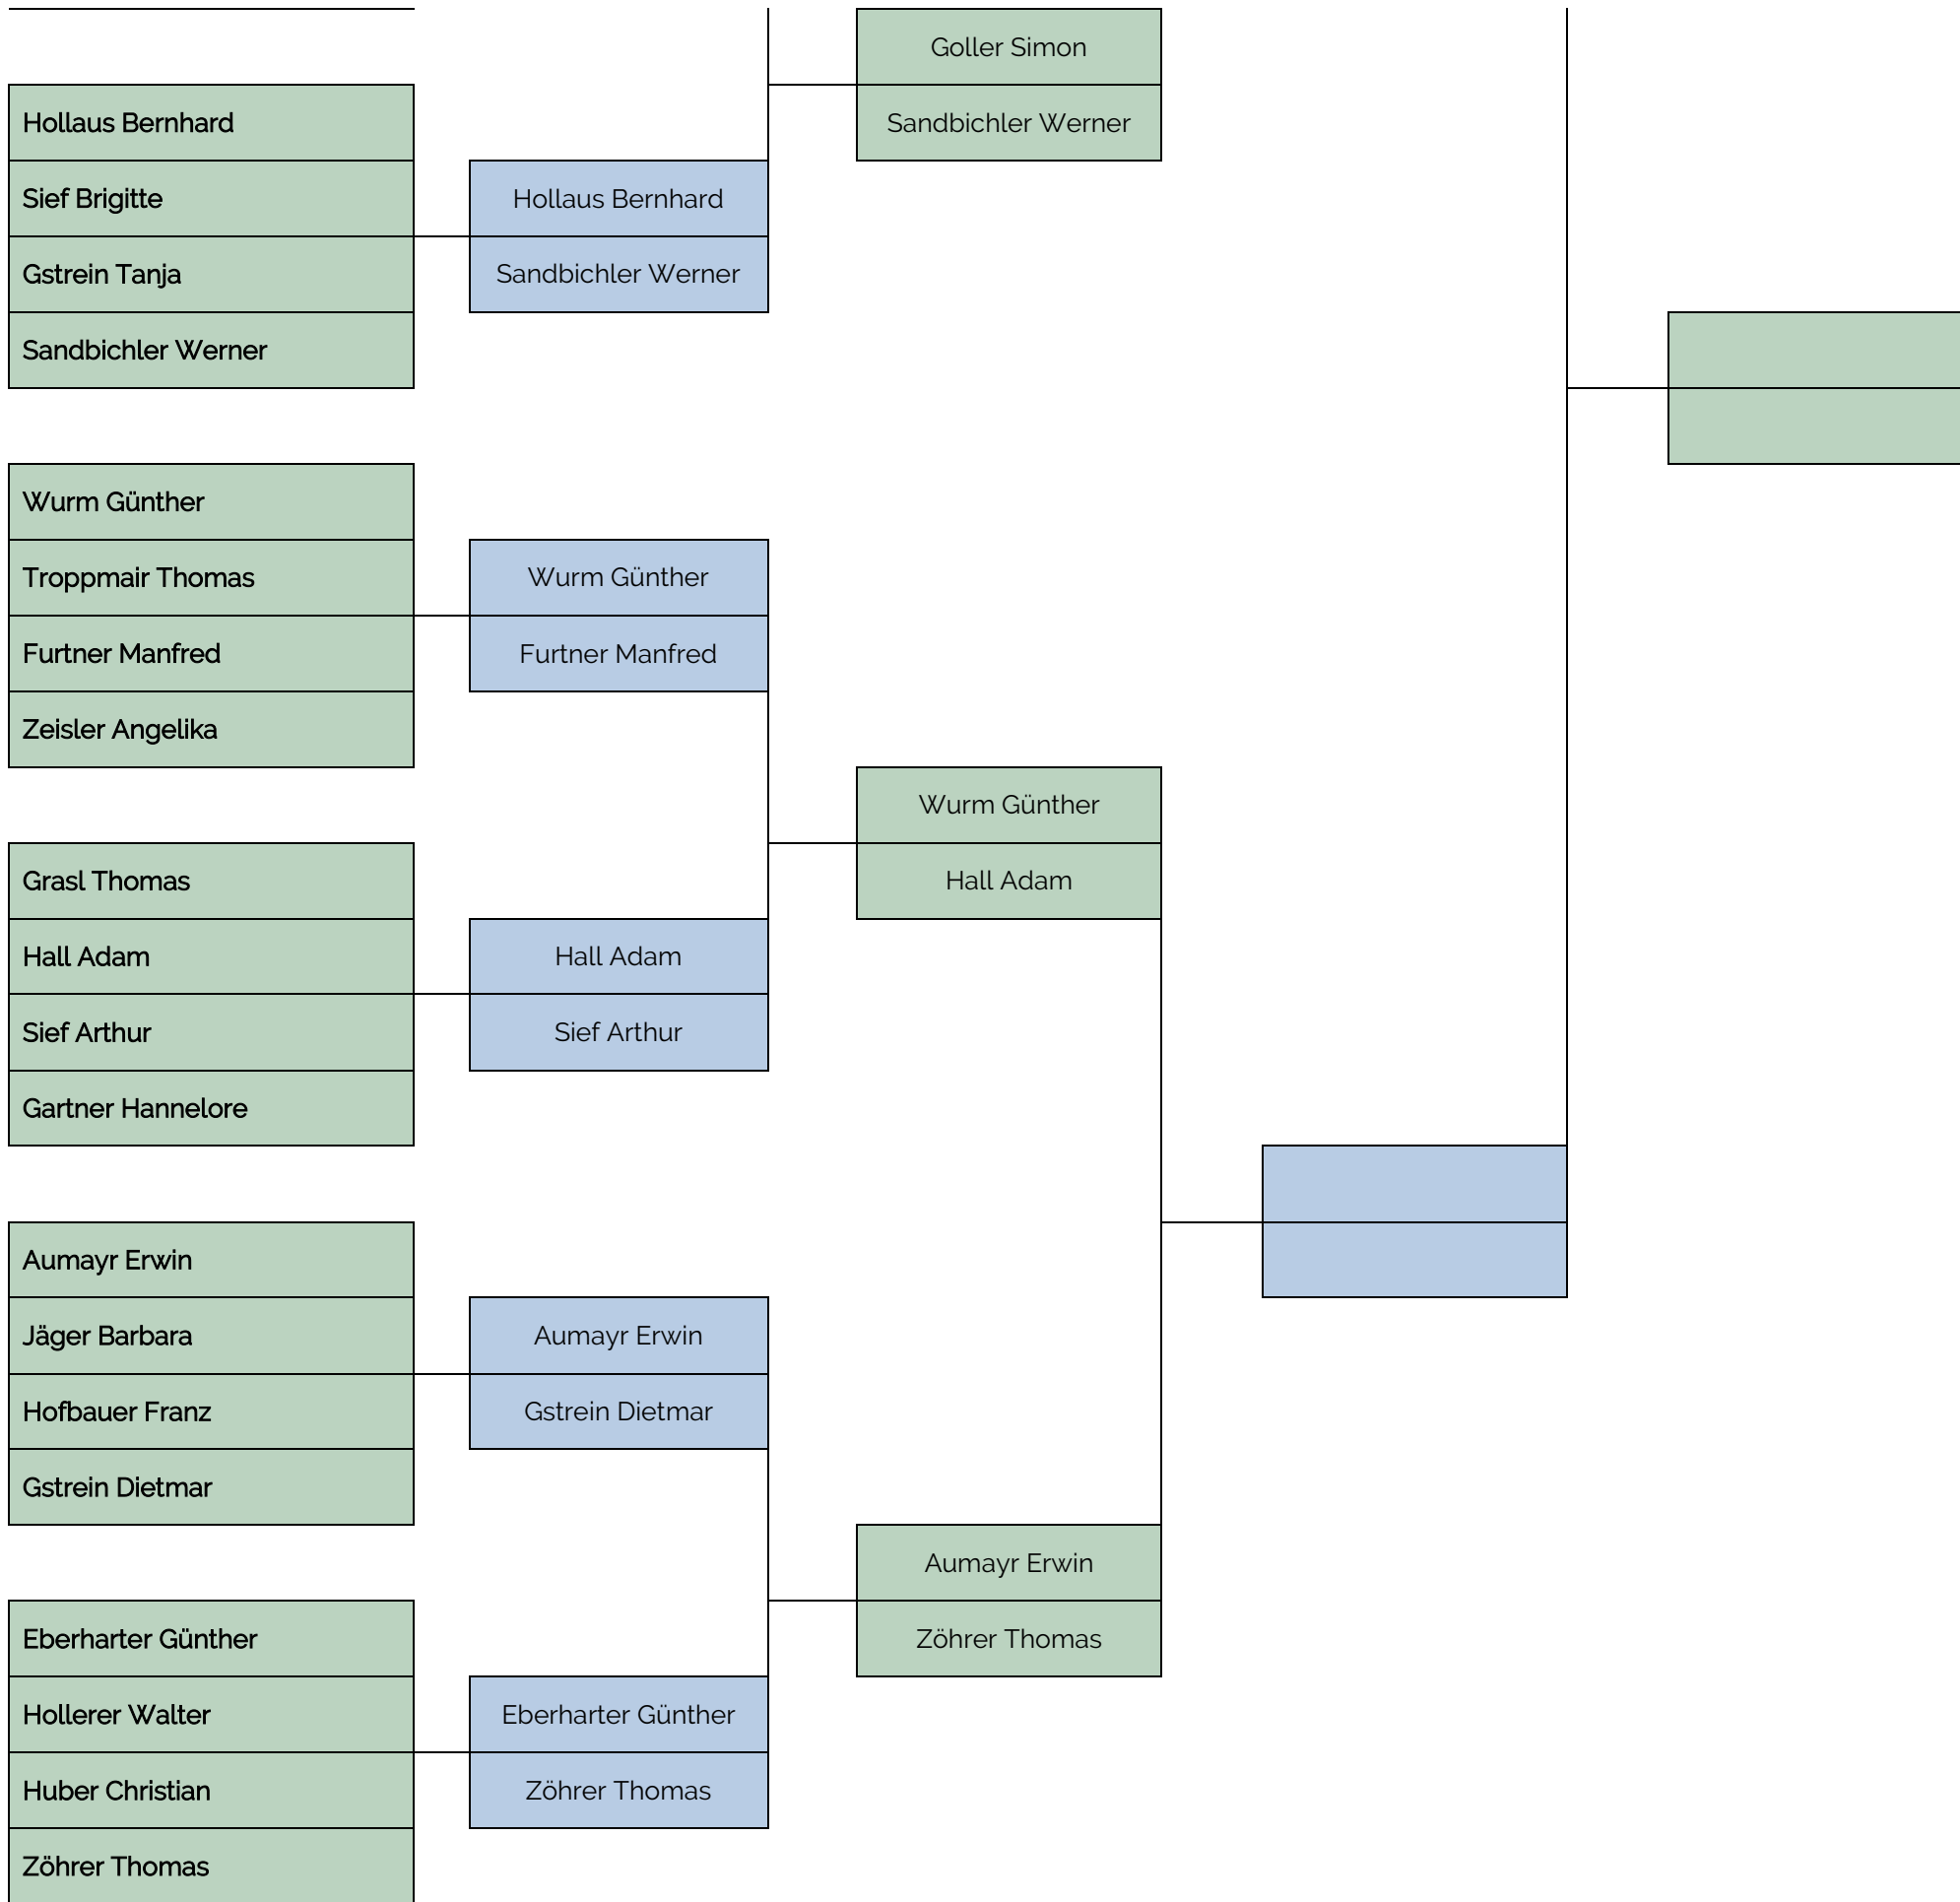 Goller Simon
Sandbichler Werner
Hollaus Bernhard
Sief Brigitte
Gstrein Tanja
Sandbichler Werner
Hollaus Bernhard
Sandbichler Werner
Wurm Günther
Troppmair Thomas
Furtner Manfred
Zeisler Angelika
Wurm Günther
Furtner Manfred
Wurm Günther
Hall Adam
Grasl Thomas
Hall Adam
Sief Arthur
Gartner Hannelore
Hall Adam
Sief Arthur
Aumayr Erwin
Jäger Barbara
Hofbauer Franz
Gstrein Dietmar
Aumayr Erwin
Gstrein Dietmar
Aumayr Erwin
Zöhrer Thomas
Eberharter Günther
Hollerer Walter
Huber Christian
Zöhrer Thomas
Eberharter Günther
Zöhrer Thomas